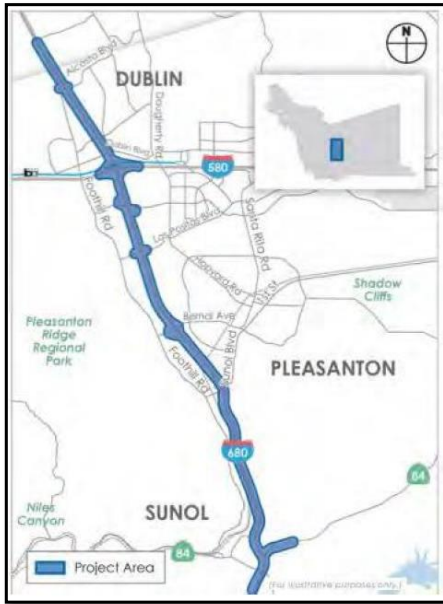 N
Alcosta Blvd
DUBLIN
Dougherty Rd
Dublin Blvd
580
Foothill Rd
Las Positas Blvd
Santa Rita Rd
Hopyard Rd
Shadow
Cliffs
Bernal Ave
Pleasanton
Ridge
Regional
Park
Foothill Rd
Sunol Blvd
PLEASANTON
680
84
Niles
Canyon
SUNOL
84
Project Area
(For illustrative purposes only.)